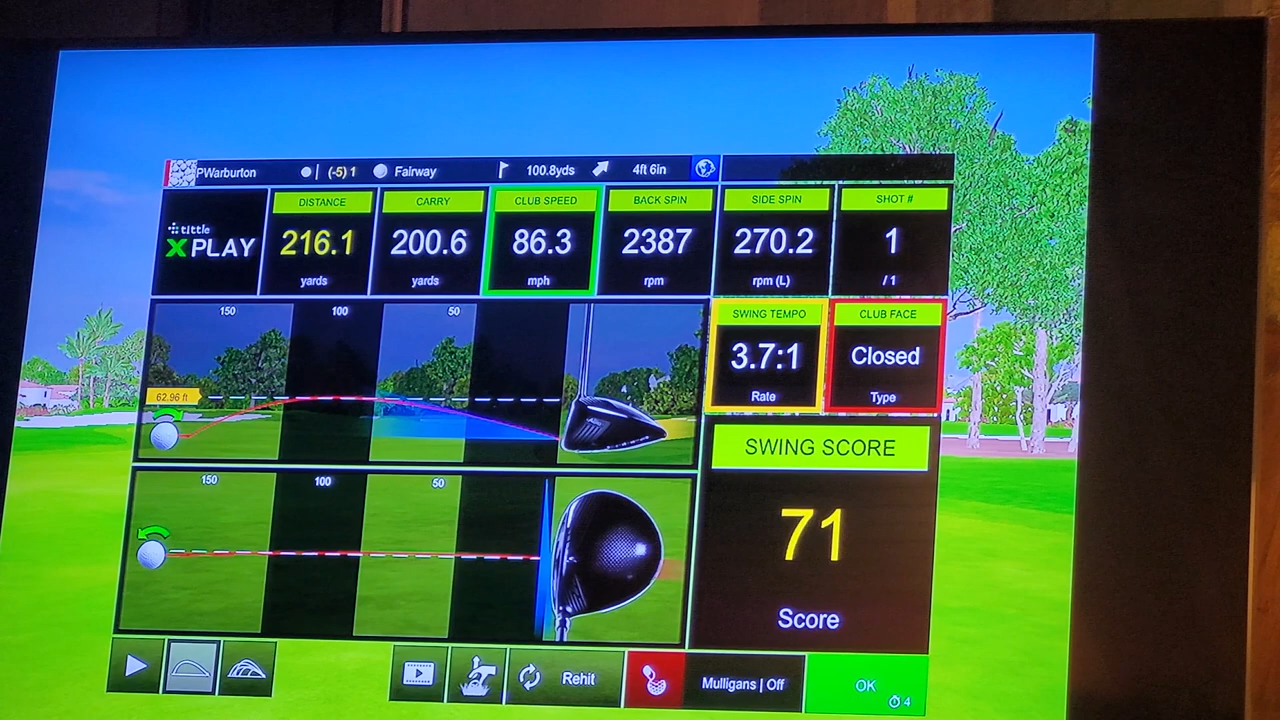 PWarburton (-5) 1 Fairway 100.8yds 4ft 6in
tittle
X PLAY
DISTANCE
216.1
yards
CARRY
200.6
yards
CLUB SPEED
86.3
mph
BACK SPIN
2387
rpm
SIDE SPIN
270.2
rpm (L)
SHOT #
1
/ 1
150 100 50
62.96 ft
SWING TEMPO
3.7:1
Rate
CLUB FACE
Closed
Type
150 100 50
SWING SCORE
71
Score
Rehit
Mulligans | Off
OK
4